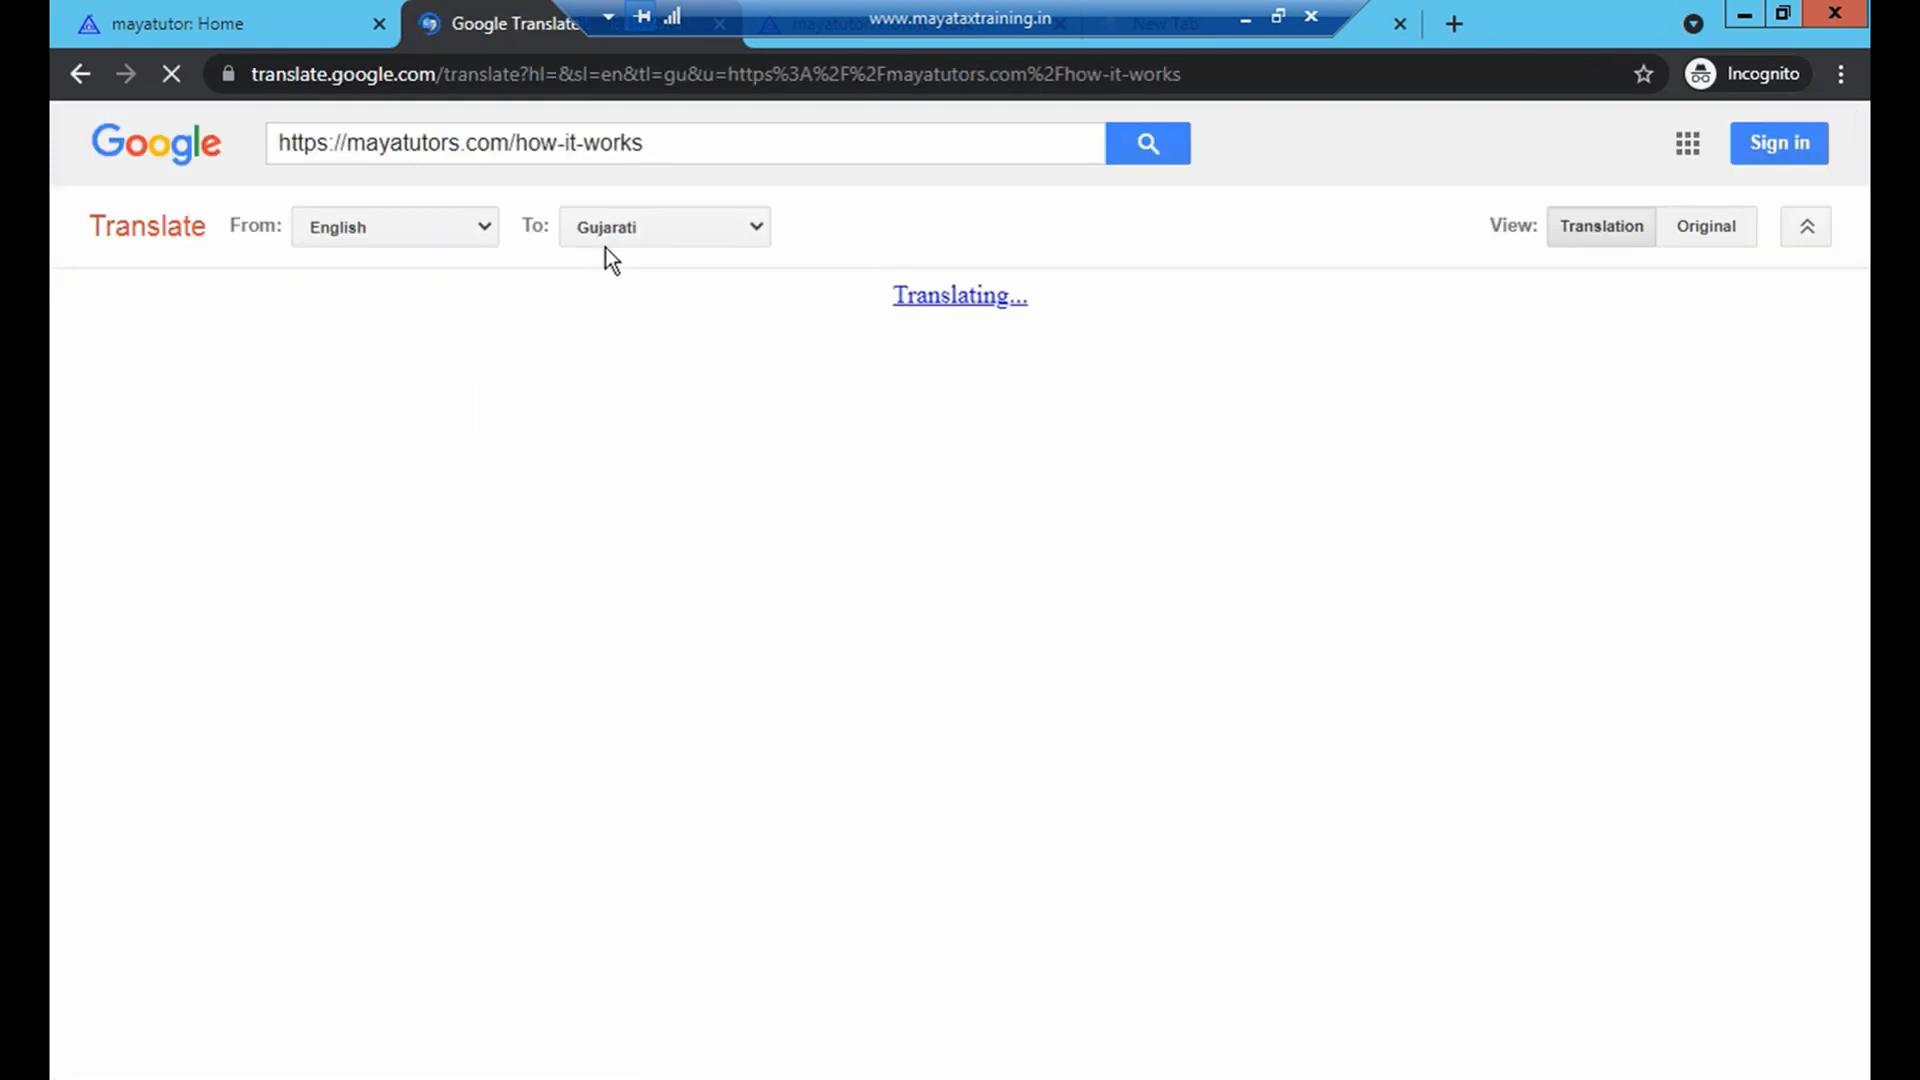 mayatutor: Home
Google Translate
www.mayataxtraining.in
New Tab
translate.google.com/translate?hl=&sl=en&tl=gu&u=https%3A%2F%2Fmayatutors.com%2Fhow-it-works
Incognito
Google
https://mayatutors.com/how-it-works
Sign in
Translate From: English To: Gujarati View: Translation Original
Translating...